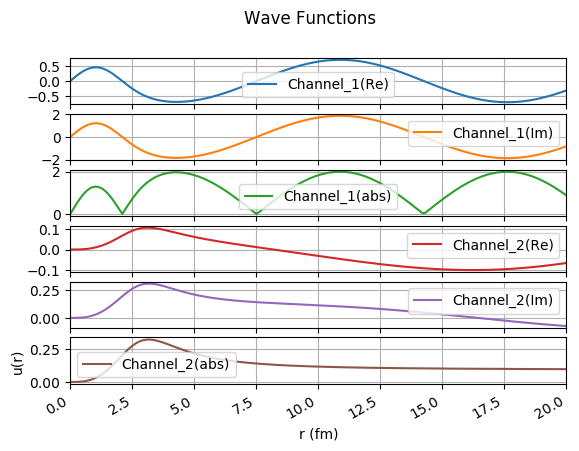 Wave Functions
0.5
0.0
−0.5
Channel_1(Re)
2
0
−2
Channel_1(Im)
2
0
Channel_1(abs)
0.1
0.0
−0.1
Channel_2(Re)
0.25
0.00
Channel_2(Im)
0.25
0.00
Channel_2(abs)
u(r)
0.0 2.5 5.0 7.5 10.0 12.5 15.0 17.5 20.0
r (fm)